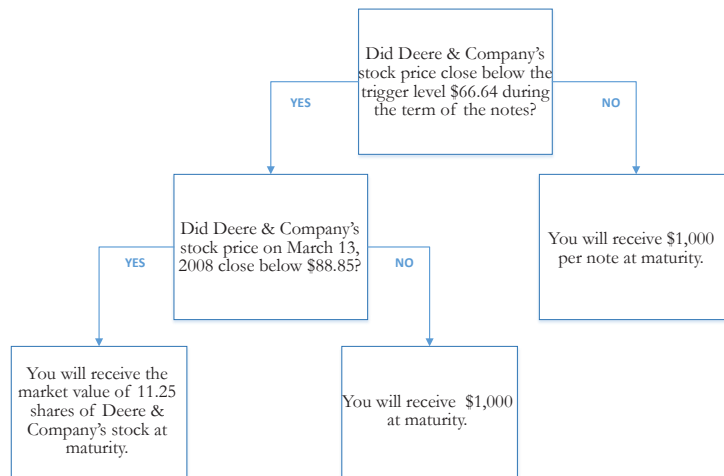 Did Deere & Company's
stock price close below the
trigger level $66.64 during
the term of the notes?
YES
NO
Did Deere & Company's
stock price on March 13,
2008 close below $88.85?
You will receive $1,000
per note at maturity.
YES
NO
You will receive the
market value of 11.25
shares of Deere &
Company's stock at
maturity.
You will receive $1,000
at maturity.